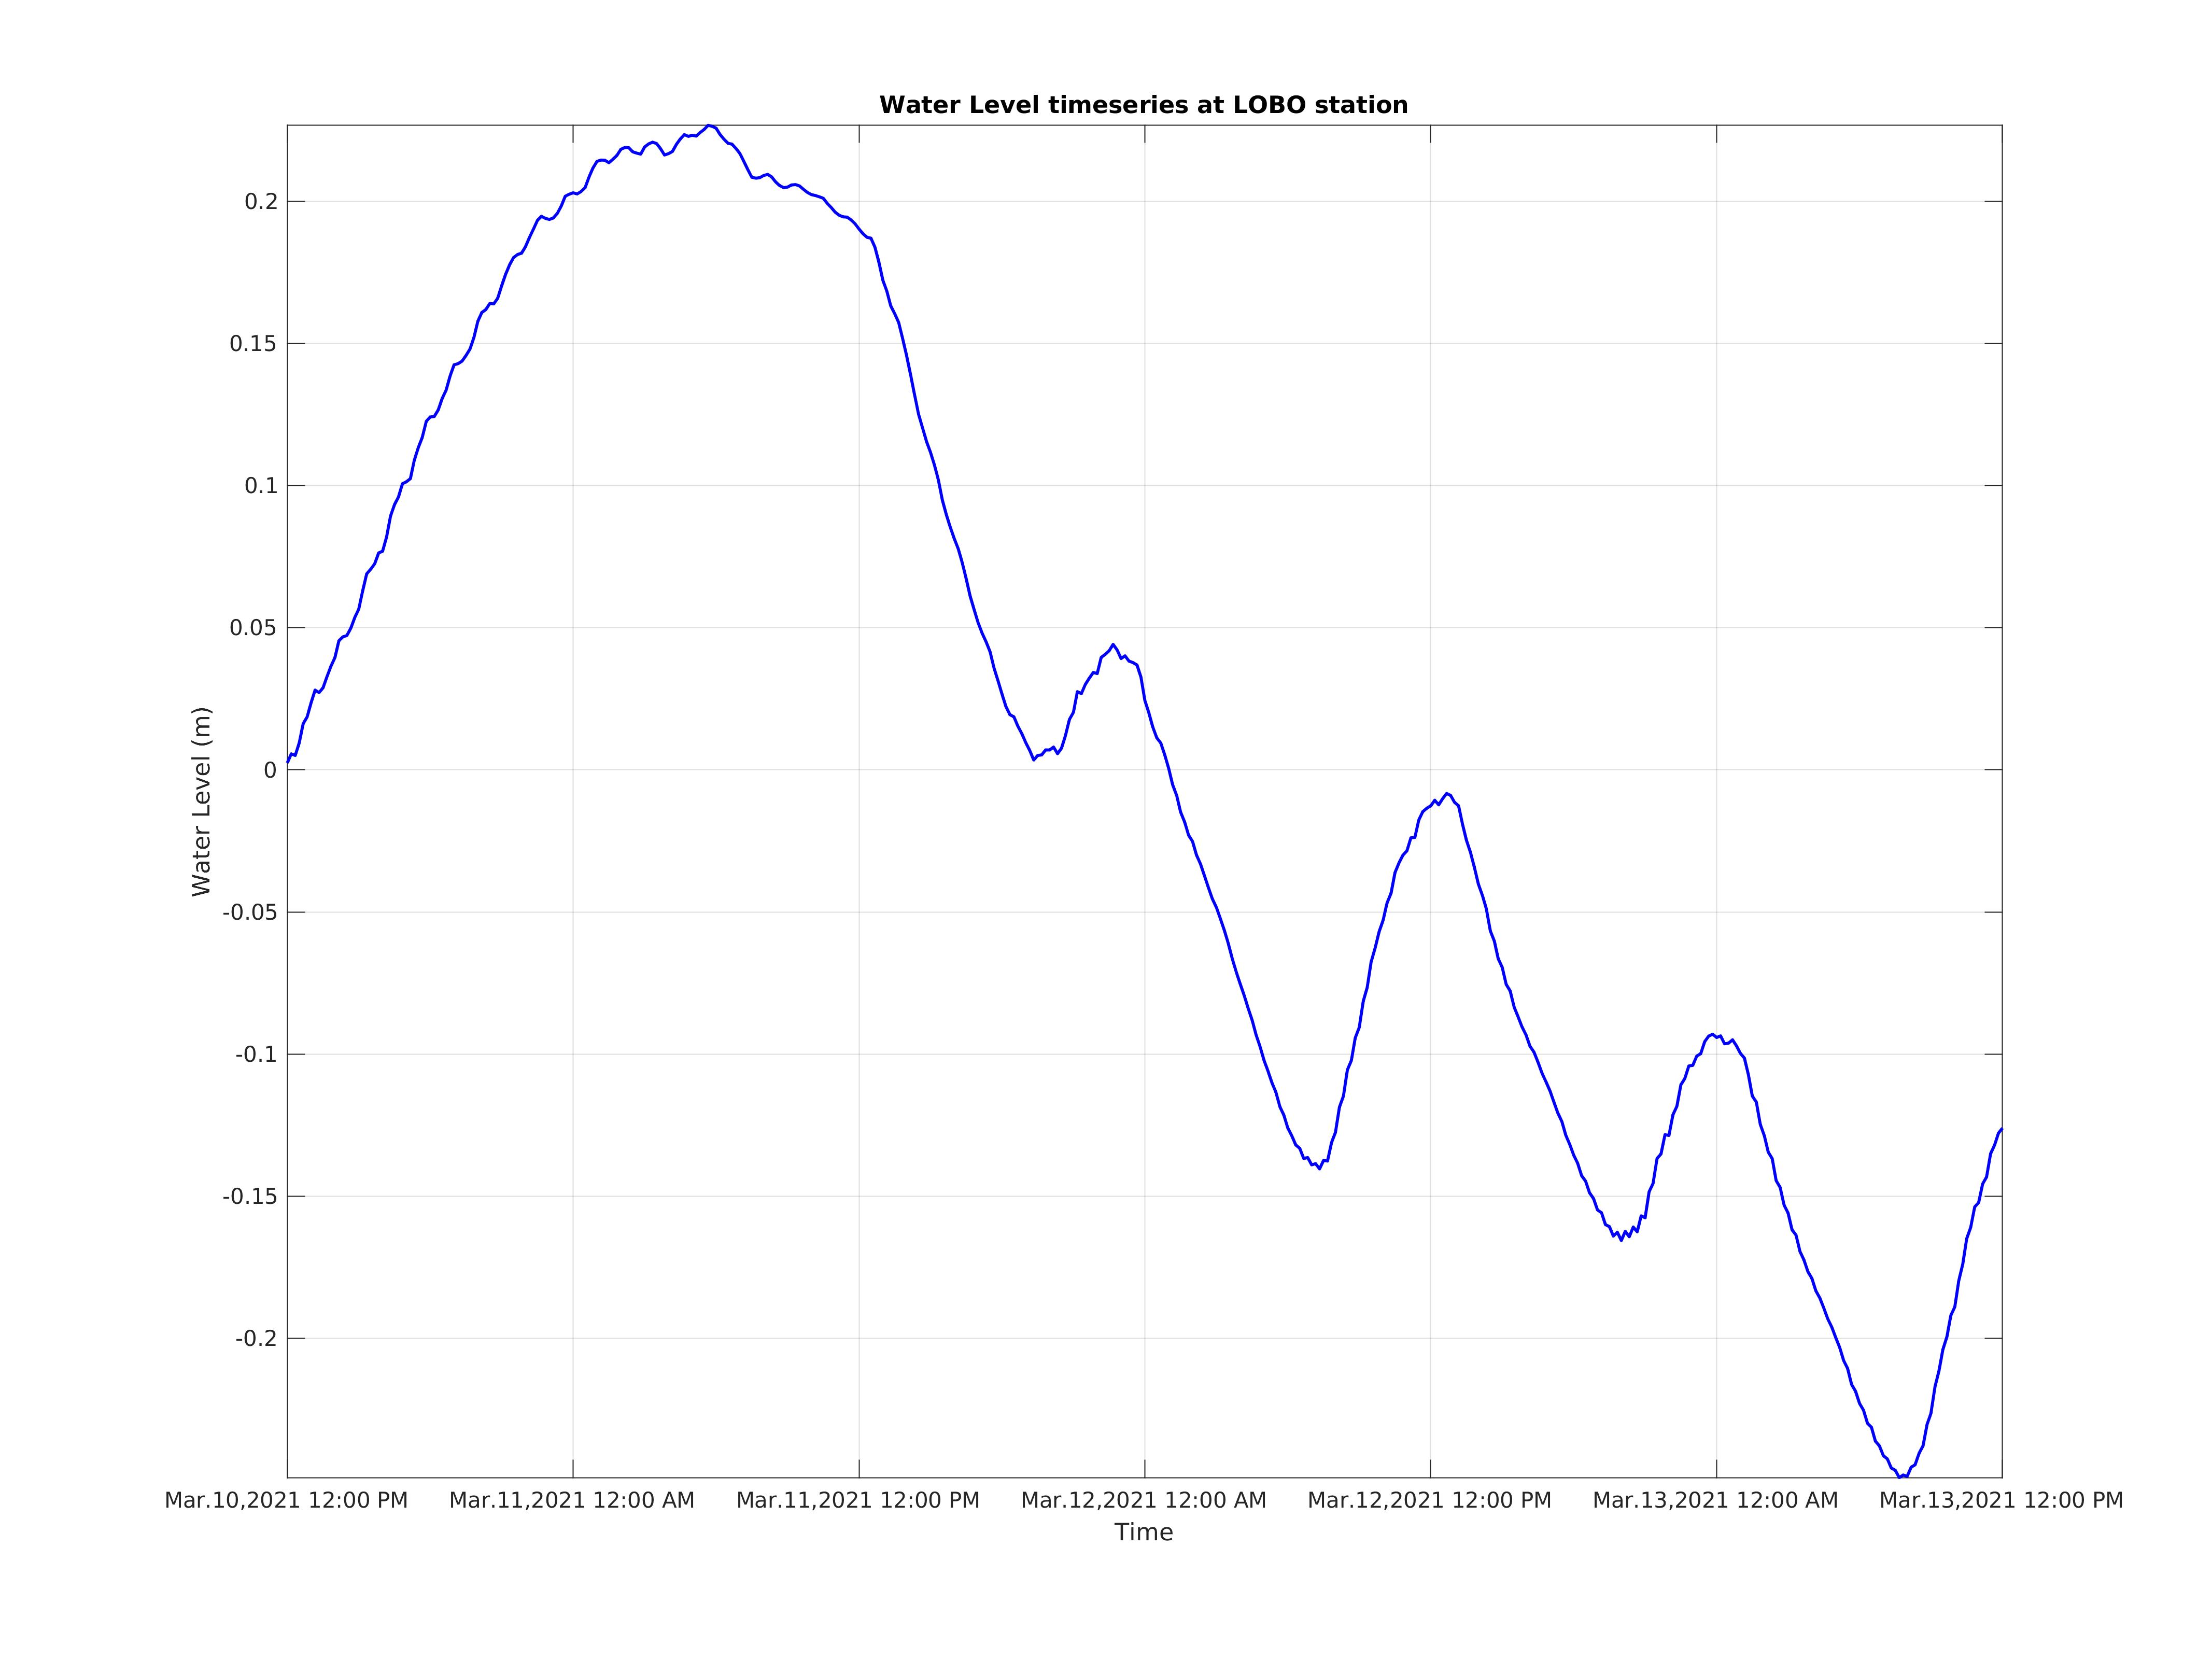 Water Level timeseries at LOBO station
0.2
0.15
0.1
0.05
0
-0.05
-0.1
-0.15
-0.2
Water Level (m)
Mar.10,2021 12:00 PM
Mar.11,2021 12:00 AM
Mar.11,2021 12:00 PM
Mar.12,2021 12:00 AM
Mar.12,2021 12:00 PM
Mar.13,2021 12:00 AM
Mar.13,2021 12:00 PM
Time